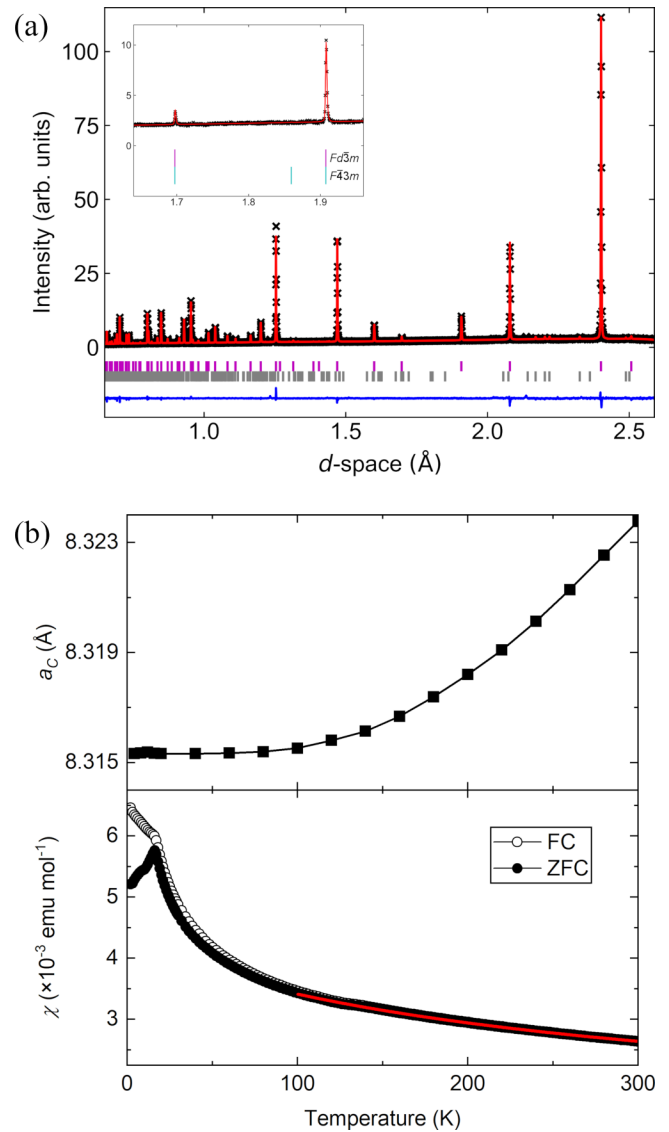 (a)
Intensity (arb. units)
100
75
50
25
0
10
5
0
Fd3̅m
F4̅3m
1.7
1.8
1.9
1.0
1.5
2.0
2.5
d-space (Å)
(b)
a_C (Å)
8.323
8.319
8.315
χ (×10⁻³ emu mol⁻¹)
6
5
4
3
FC
ZFC
0
100
200
300
Temperature (K)